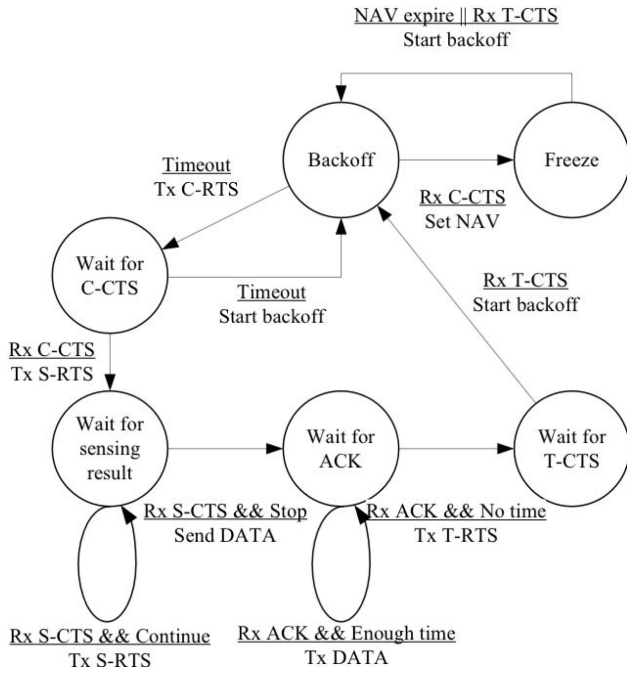 NAV expire || Rx T-CTS
Start backoff
Backoff
Freeze
Timeout
Tx C-RTS
Rx C-CTS
Set NAV
Wait for
C-CTS
Timeout
Start backoff
Rx T-CTS
Start backoff
Rx C-CTS
Tx S-RTS
Wait for
sensing
result
Wait for
ACK
Wait for
T-CTS
Rx S-CTS && Stop
Send DATA
Rx ACK && No time
Tx T-RTS
Rx S-CTS && Continue
Tx S-RTS
Rx ACK && Enough time
Tx DATA